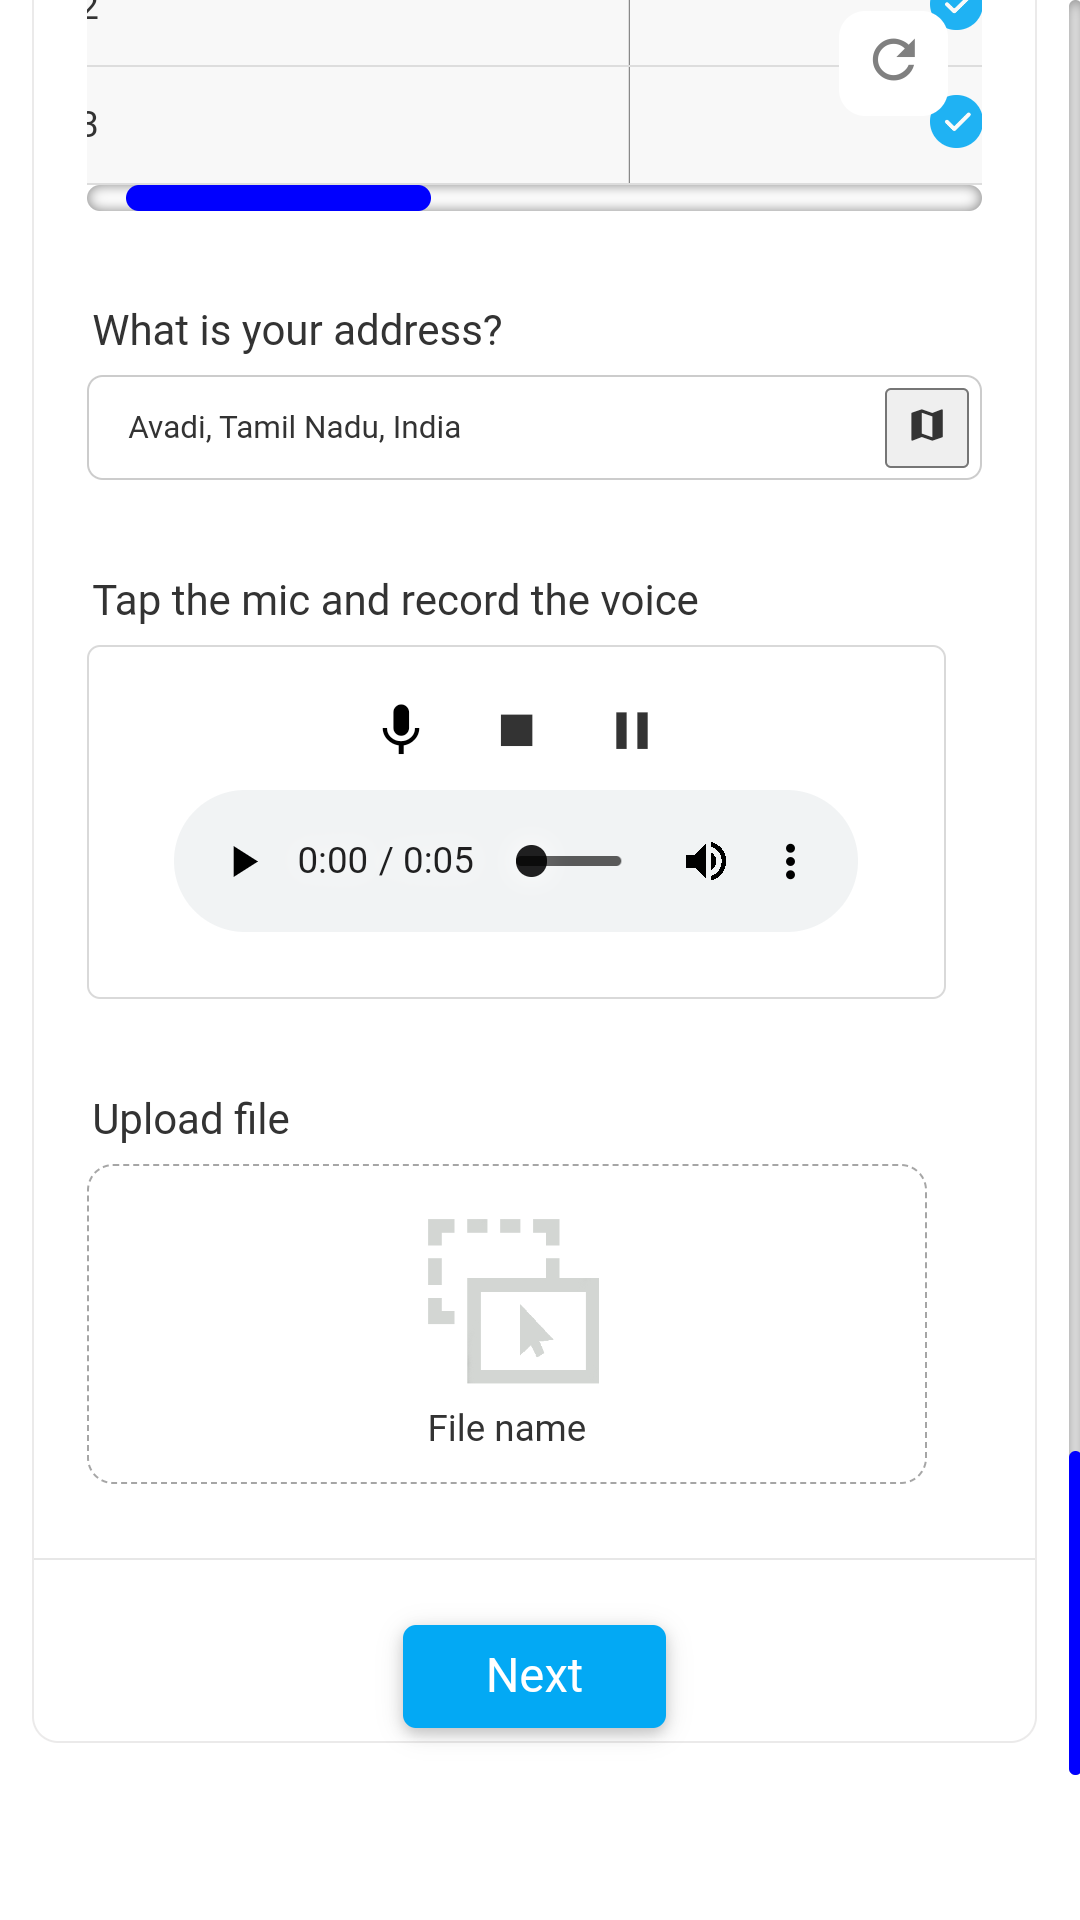 2
3
What is your address?
Avadi, Tamil Nadu, India
Tap the mic and record the voice
0:00 / 0:05
Upload file
File name
Next